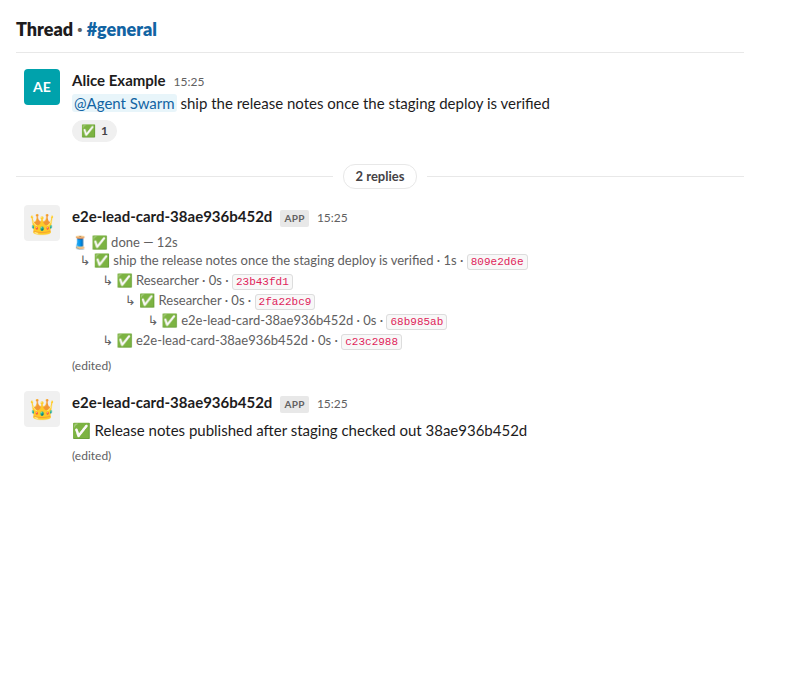 Thread • #general
AE
Alice Example 15:25
@Agent Swarm ship the release notes once the staging deploy is verified
✅ 1
2 replies
e2e-lead-card-38ae936b452d APP 15:25
🧵 ✅ done — 12s
↳ ✅ ship the release notes once the staging deploy is verified · 1s · 809e2d6e
↳ ✅ Researcher · 0s · 23b43fd1
↳ ✅ Researcher · 0s · 2fa22bc9
↳ ✅ e2e-lead-card-38ae936b452d · 0s · 68b985ab
↳ ✅ e2e-lead-card-38ae936b452d · 0s · c23c2988
(edited)
e2e-lead-card-38ae936b452d APP 15:25
✅ Release notes published after staging checked out 38ae936b452d
(edited)